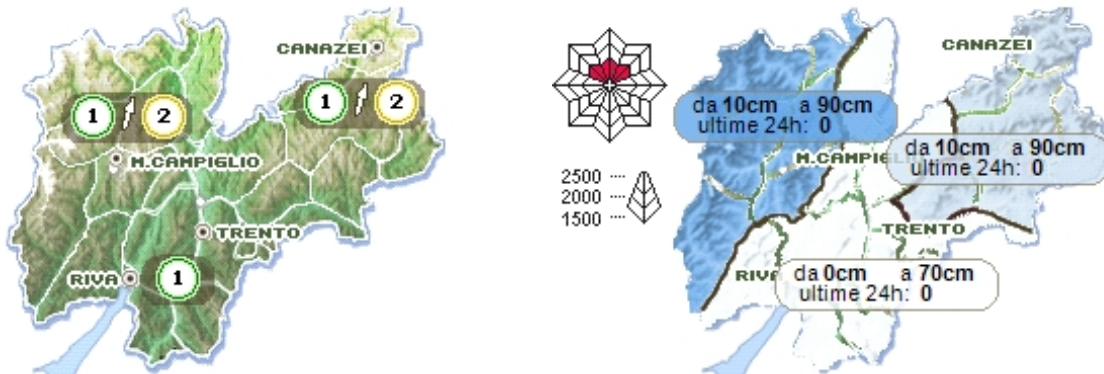 CANAZEI
1 2
1 2
M.CAMPIGLIO
TRENTO
RIVA
1
2500
2000
1500
CANAZEI
da 10cm a 90cm
ultime 24h: 0
da 10cm a 90cm
ultime 24h: 0
M.CAMPIGLIO
TRENTO
RIVA
da 0cm a 70cm
ultime 24h: 0